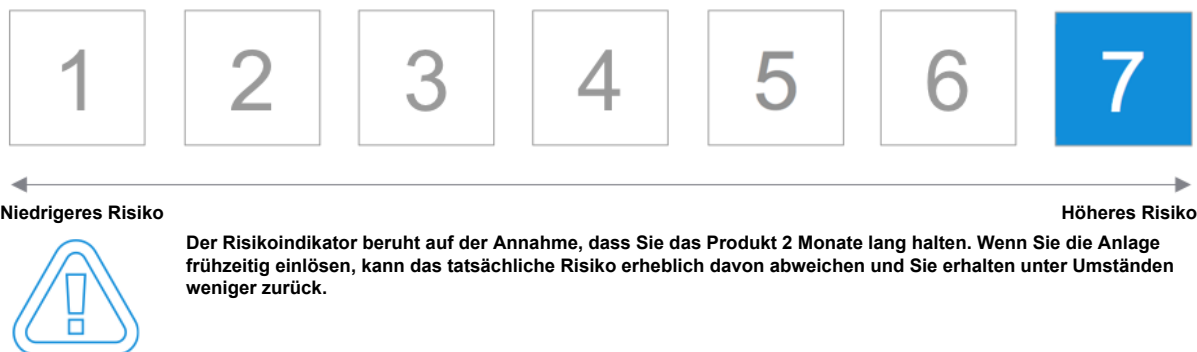 1 2 3 4 5 6 7
Niedrigeres Risiko Höheres Risiko
Der Risikoindikator beruht auf der Annahme, dass Sie das Produkt 2 Monate lang halten. Wenn Sie die Anlage
frühzeitig einlösen, kann das tatsächliche Risiko erheblich davon abweichen und Sie erhalten unter Umständen
weniger zurück.